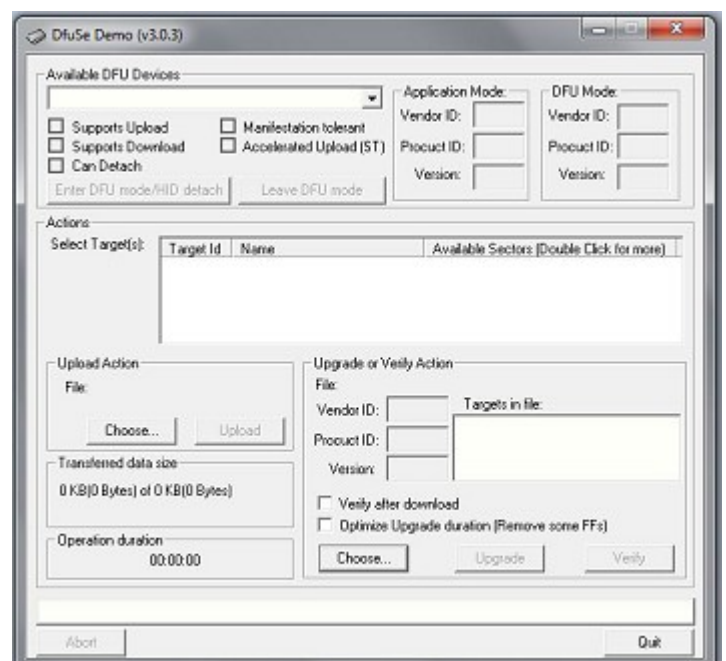 DfuSe Demo (v3.0.3)
Available DFU Devices
Supports Upload
Manifestation tolerant
Supports Download
Accelerated Upload (ST)
Can Detach
Enter DFU mode/HID detach
Leave DFU mode
Application Mode:
Vendor ID:
Procuct ID:
Version:
DFU Mode:
Vendor ID:
Procuct ID:
Version:
Actions
Select Target(s):
Target Id
Name
Available Sectors (Double Click for more)
Upload Action
File:
Choose...
Upload
Transferred data size
0 KB(0 Bytes) of 0 KB(0 Bytes)
Operation duration
00:00:00
Upgrade or Verify Action
File:
Vendor ID:
Procuct ID:
Version:
Targets in file:
Verify after download
Optimize Upgrade duration (Remove some FFs)
Choose...
Upgrade
Verify
Abort
Quit